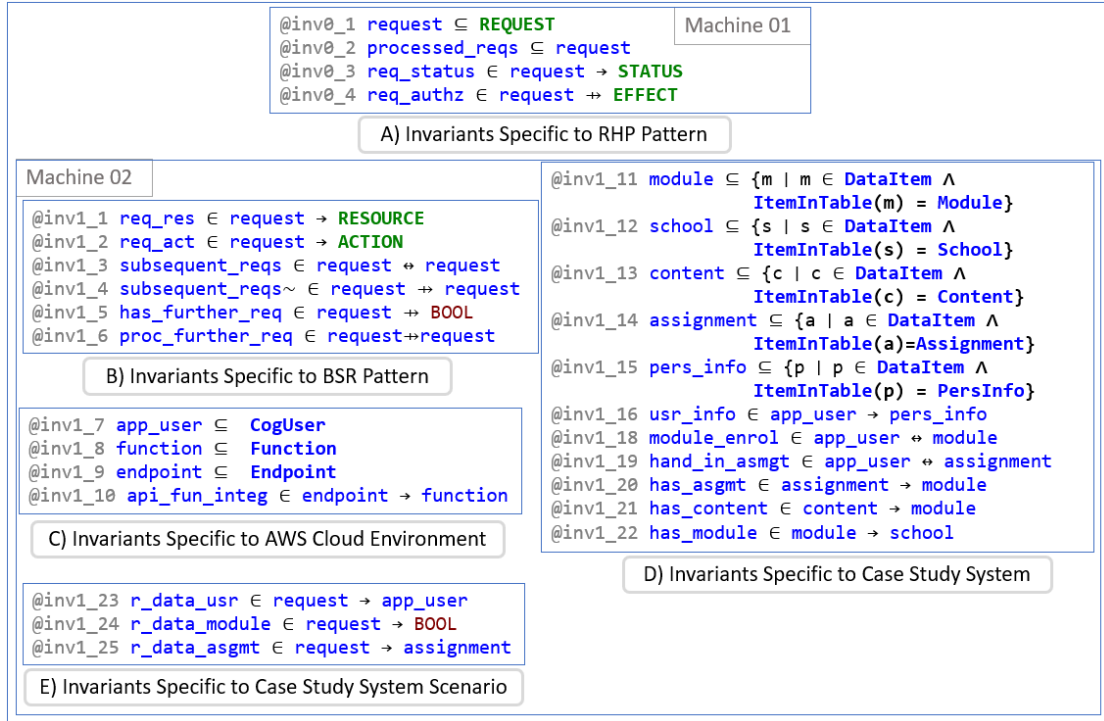 @inv0_1 request ⊆ REQUEST
Machine 01
@inv0_2 processed_reqs ⊆ request
@inv0_3 req_status ∈ request → STATUS
@inv0_4 req_authz ∈ request ⇸ EFFECT
A) Invariants Specific to RHP Pattern
Machine 02
@inv1_1 req_res ∈ request → RESOURCE
@inv1_2 req_act ∈ request → ACTION
@inv1_3 subsequent_reqs ∈ request ↔ request
@inv1_4 subsequent_reqs~ ∈ request ⇸ request
@inv1_5 has_further_req ∈ request ⇸ BOOL
@inv1_6 proc_further_req ∈ request⇸request
B) Invariants Specific to BSR Pattern
@inv1_7 app_user ⊆ CogUser
@inv1_8 function ⊆ Function
@inv1_9 endpoint ⊆ Endpoint
@inv1_10 api_fun_integ ∈ endpoint → function
C) Invariants Specific to AWS Cloud Environment
@inv1_11 module ⊆ {m | m ∈ DataItem ∧
ItemInTable(m) = Module}
@inv1_12 school ⊆ {s | s ∈ DataItem ∧
ItemInTable(s) = School}
@inv1_13 content ⊆ {c | c ∈ DataItem ∧
ItemInTable(c) = Content}
@inv1_14 assignment ⊆ {a | a ∈ DataItem ∧
ItemInTable(a)=Assignment}
@inv1_15 pers_info ⊆ {p | p ∈ DataItem ∧
ItemInTable(p) = PersInfo}
@inv1_16 usr_info ∈ app_user → pers_info
@inv1_18 module_enrol ∈ app_user ↔ module
@inv1_19 hand_in_asmgt ∈ app_user ↔ assignment
@inv1_20 has_asgmt ∈ assignment → module
@inv1_21 has_content ∈ content → module
@inv1_22 has_module ∈ module → school
D) Invariants Specific to Case Study System
@inv1_23 r_data_usr ∈ request → app_user
@inv1_24 r_data_module ∈ request → BOOL
@inv1_25 r_data_asgmt ∈ request → assignment
E) Invariants Specific to Case Study System Scenario